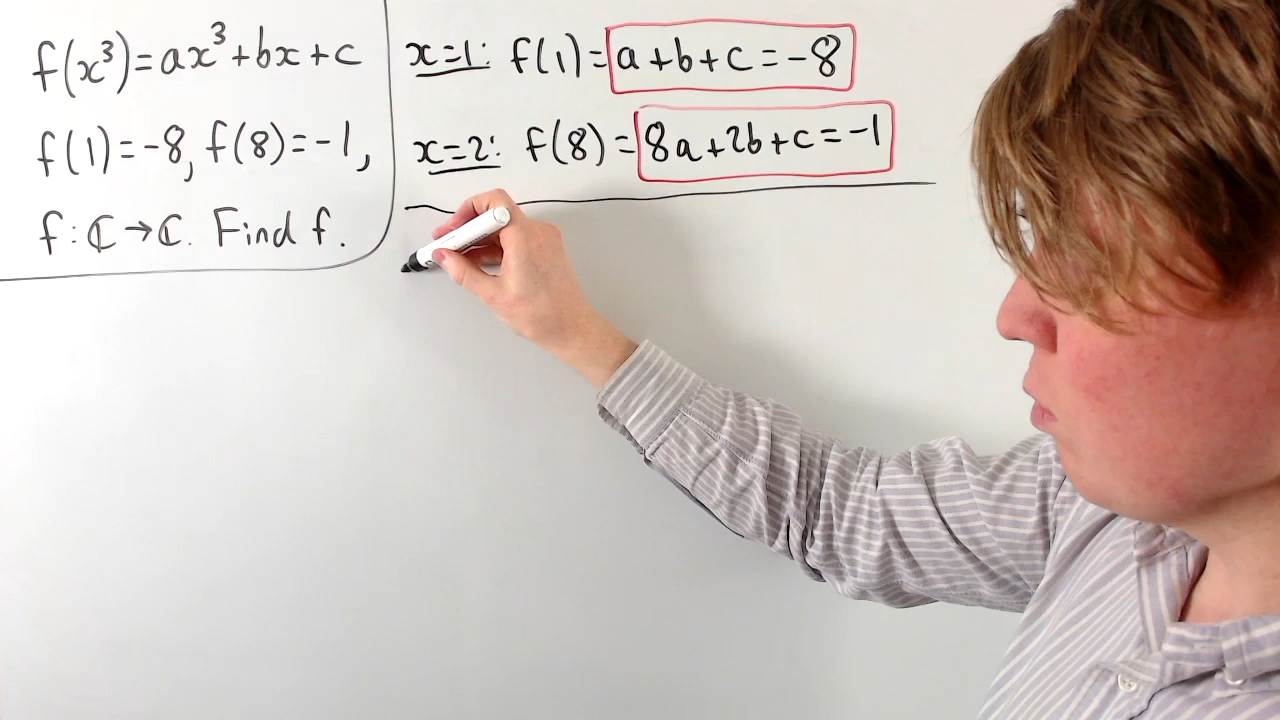 f(x³)=ax³+bx+c
f(1)=-8, f(8)=-1,
f:ℂ→ℂ. Find f.
x=1: f(1)=a+b+c=-8
x=2: f(8)=8a+2b+c=-1